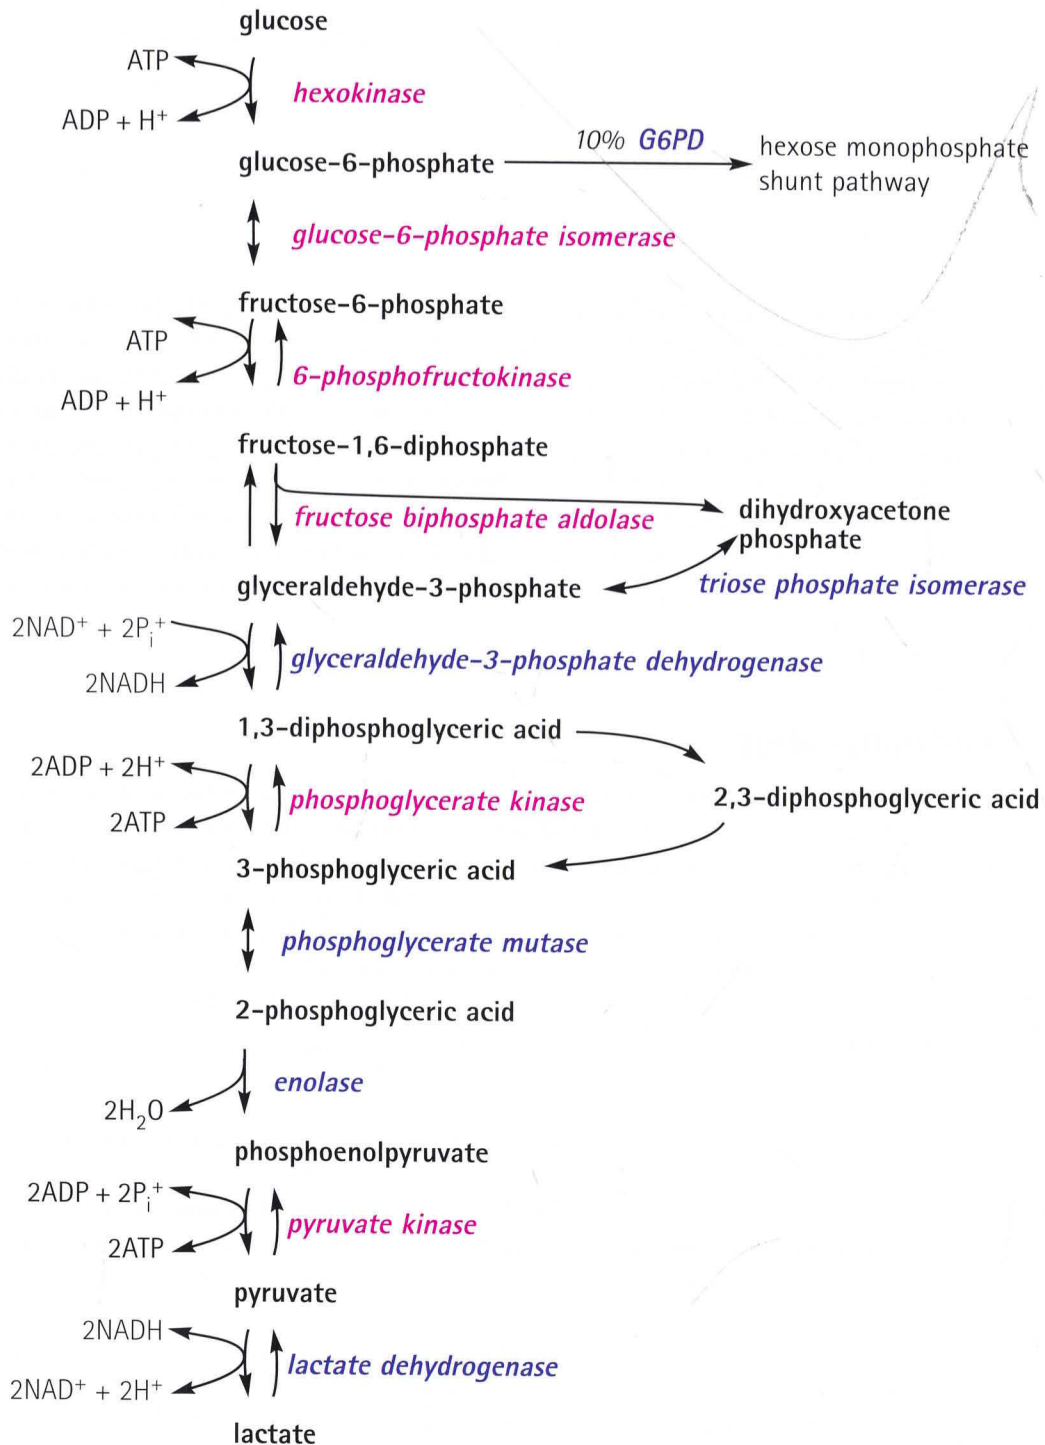 glucose
ATP
hexokinase
ADP + H⁺
10% G6PD
glucose-6-phosphate
hexose monophosphate
shunt pathway
glucose-6-phosphate isomerase
fructose-6-phosphate
ATP
6-phosphofructokinase
ADP + H⁺
fructose-1,6-diphosphate
fructose biphosphate aldolase
dihydroxyacetone
phosphate
glyceraldehyde-3-phosphate
triose phosphate isomerase
2NAD⁺ + 2Pᵢ⁺
glyceraldehyde-3-phosphate dehydrogenase
2NADH
1,3-diphosphoglyceric acid
2ADP + 2H⁺
phosphoglycerate kinase
2,3-diphosphoglyceric acid
2ATP
3-phosphoglyceric acid
phosphoglycerate mutase
2-phosphoglyceric acid
enolase
2H₂O
phosphoenolpyruvate
2ADP + 2Pᵢ⁺
pyruvate kinase
2ATP
pyruvate
2NADH
lactate dehydrogenase
2NAD⁺ + 2H⁺
lactate